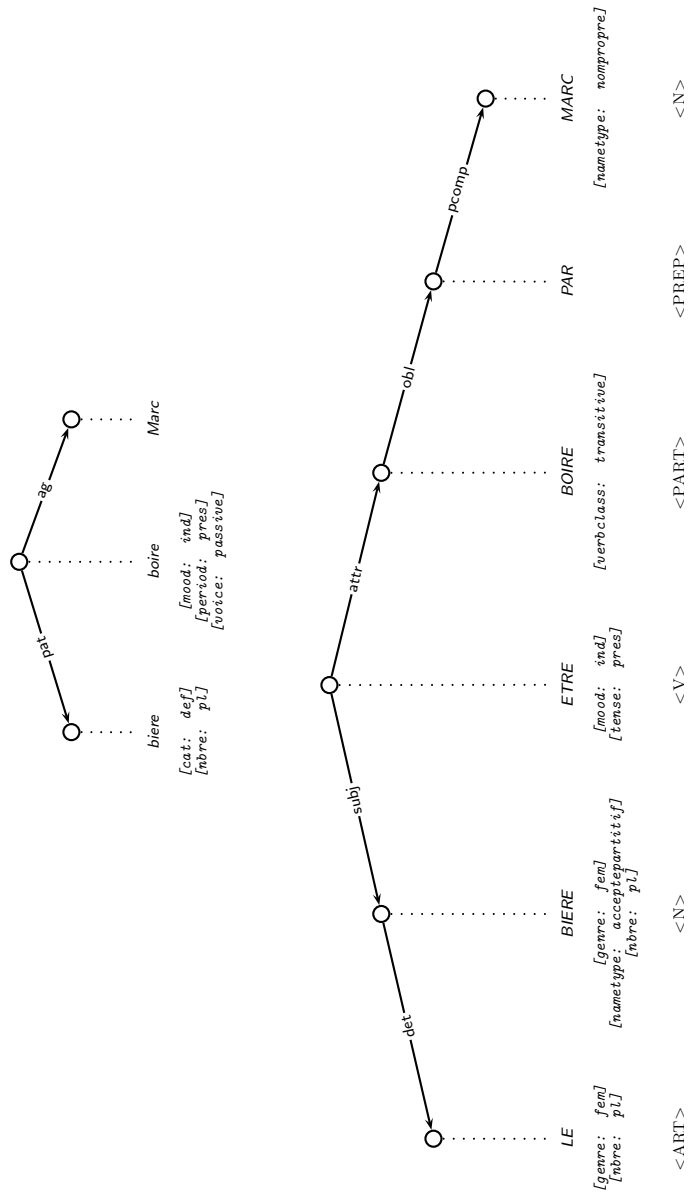 pat
ag
biere
boire
Marc
[cat: def]
[nbre: pl]
[mood: ind]
[period: pres]
[voice: passive]
subj
attr
det
obl
pcomp
LE
BIERE
ETRE
BOIRE
PAR
MARC
[genre: fem]
[nbre: pl]
[genre: fem]
[nametype: acceptepartitif]
[nbre: pl]
[mood: ind]
[tense: pres]
[verbclass: transitive]
[nametype: nompropre]
<ART>
<N>
<V>
<PART>
<PREP>
<N>